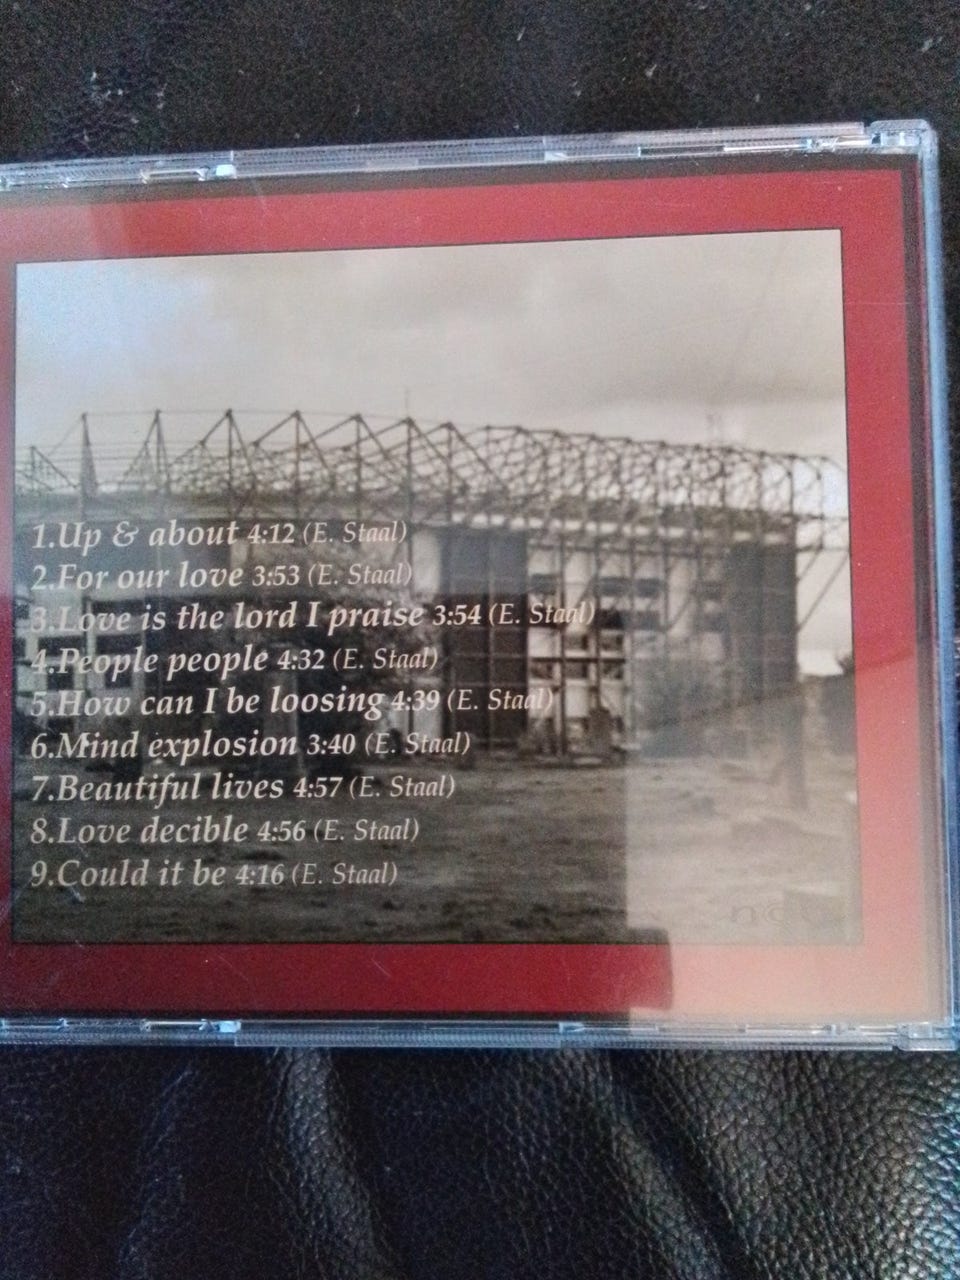 1.Up & about 4:12 (E. Staal)
2.For our love 3:53 (E. Staal)
3.Love is the lord I praise 3:54 (E. Staal)
4.People people 4:32 (E. Staal)
5.How can I be loosing 4:39 (E. Staal)
6.Mind explosion 3:40 (E. Staal)
7.Beautiful lives 4:57 (E. Staal)
8.Love decible 4:56 (E. Staal)
9.Could it be 4:16 (E. Staal)